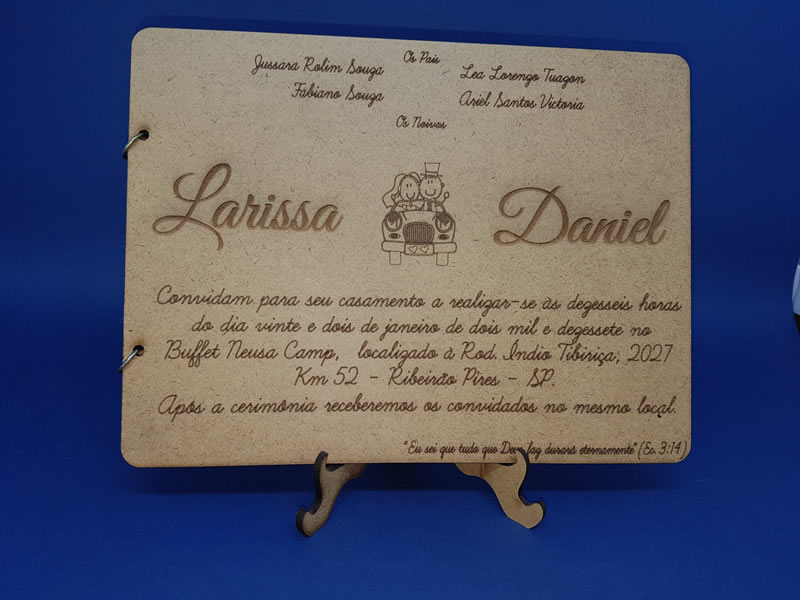 Os Pais
Jussara Rolim Souza
Lea Lorenzo Tuagon
Fabiano Souza
Ariel Santos Victoria
Os Noivos
Larissa Daniel
Convidam para seu casamento a realizar-se às dezesseis horas
do dia vinte e dois de janeiro de dois mil e dezessete no
Buffet Neusa Camp, localizado à Rod. Índio Tibiriça, 2027
Km 52 - Ribeirão Pires - SP.
Após a cerimônia receberemos os convidados no mesmo local.
"Eu sei que tudo que Deus faz durará eternamente" (Ec. 3:14)